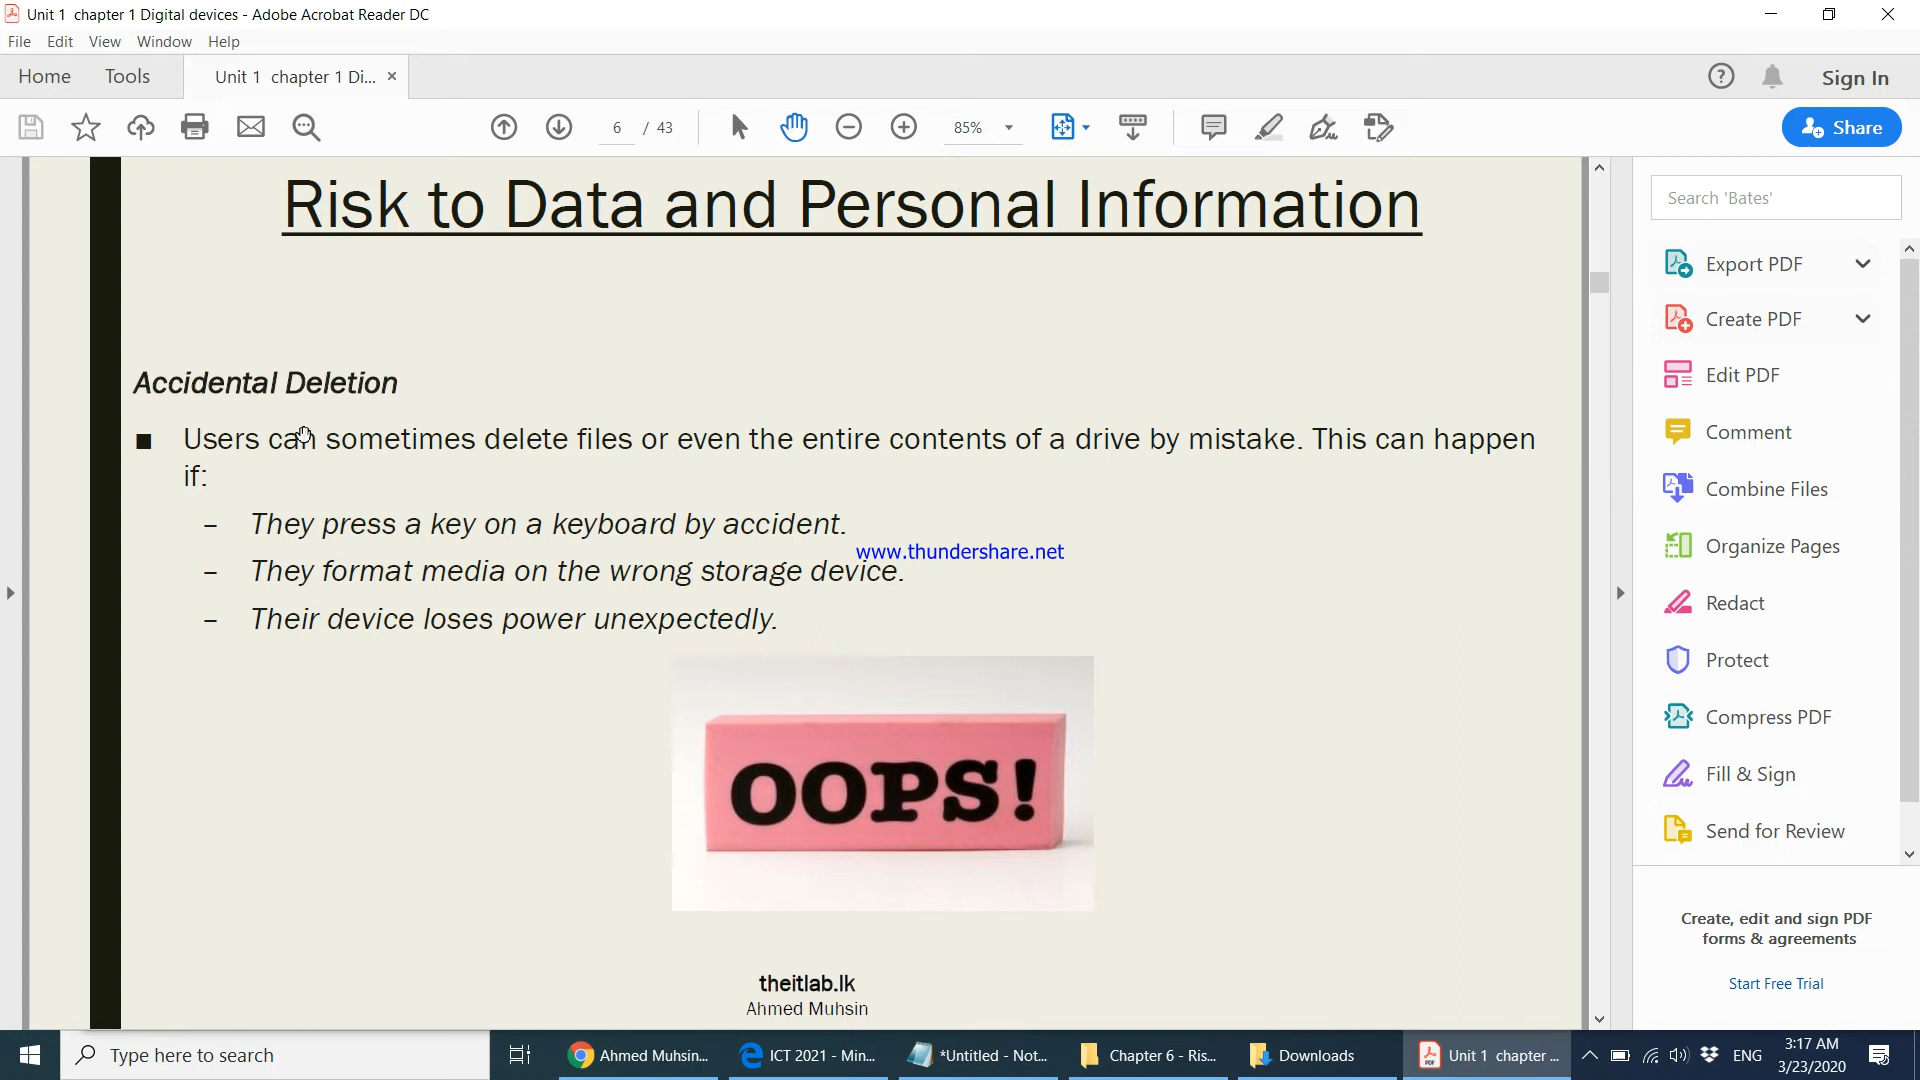 Unit 1  chapter 1 Digital devices - Adobe Acrobat Reader DC
File Edit View Window Help
Home Tools Unit 1  chapter 1 Di... × Sign In
6 / 43 85% Share
Risk to Data and Personal Information
Accidental Deletion
■ Users can sometimes delete files or even the entire contents of a drive by mistake. This can happen
if:
– They press a key on a keyboard by accident.
www.thundershare.net
– They format media on the wrong storage device.
– Their device loses power unexpectedly.
OOPS!
theitlab.lk
Ahmed Muhsin
Search 'Bates'
Export PDF
Create PDF
Edit PDF
Comment
Combine Files
Organize Pages
Redact
Protect
Compress PDF
Fill & Sign
Send for Review
Create, edit and sign PDF
forms & agreements
Start Free Trial
Type here to search
Ahmed Muhsin...
ICT 2021 - Min...
*Untitled - Not...
Chapter 6 - Ris...
Downloads
Unit 1  chapter ...
ENG
3:17 AM
3/23/2020